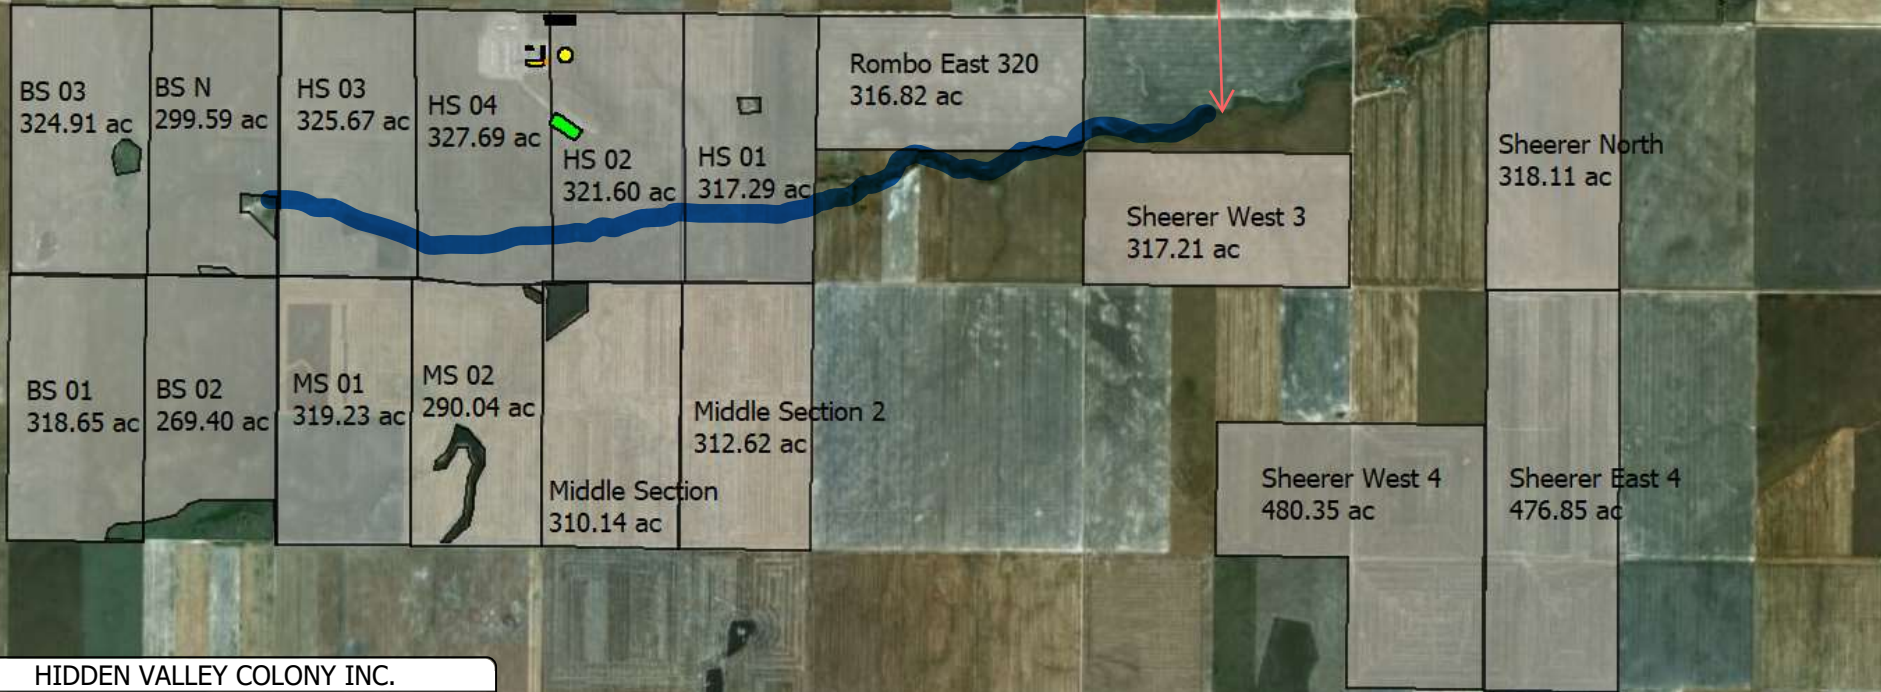 BS 03
324.91 ac
BS N
299.59 ac
HS 03
325.67 ac
HS 04
327.69 ac
HS 02
321.60 ac
HS 01
317.29 ac
Rombo East 320
316.82 ac
Sheerer West 3
317.21 ac
Sheerer North
318.11 ac
BS 01
318.65 ac
BS 02
269.40 ac
MS 01
319.23 ac
MS 02
290.04 ac
Middle Section
310.14 ac
Middle Section 2
312.62 ac
Sheerer West 4
480.35 ac
Sheerer East 4
476.85 ac
HIDDEN VALLEY COLONY INC.